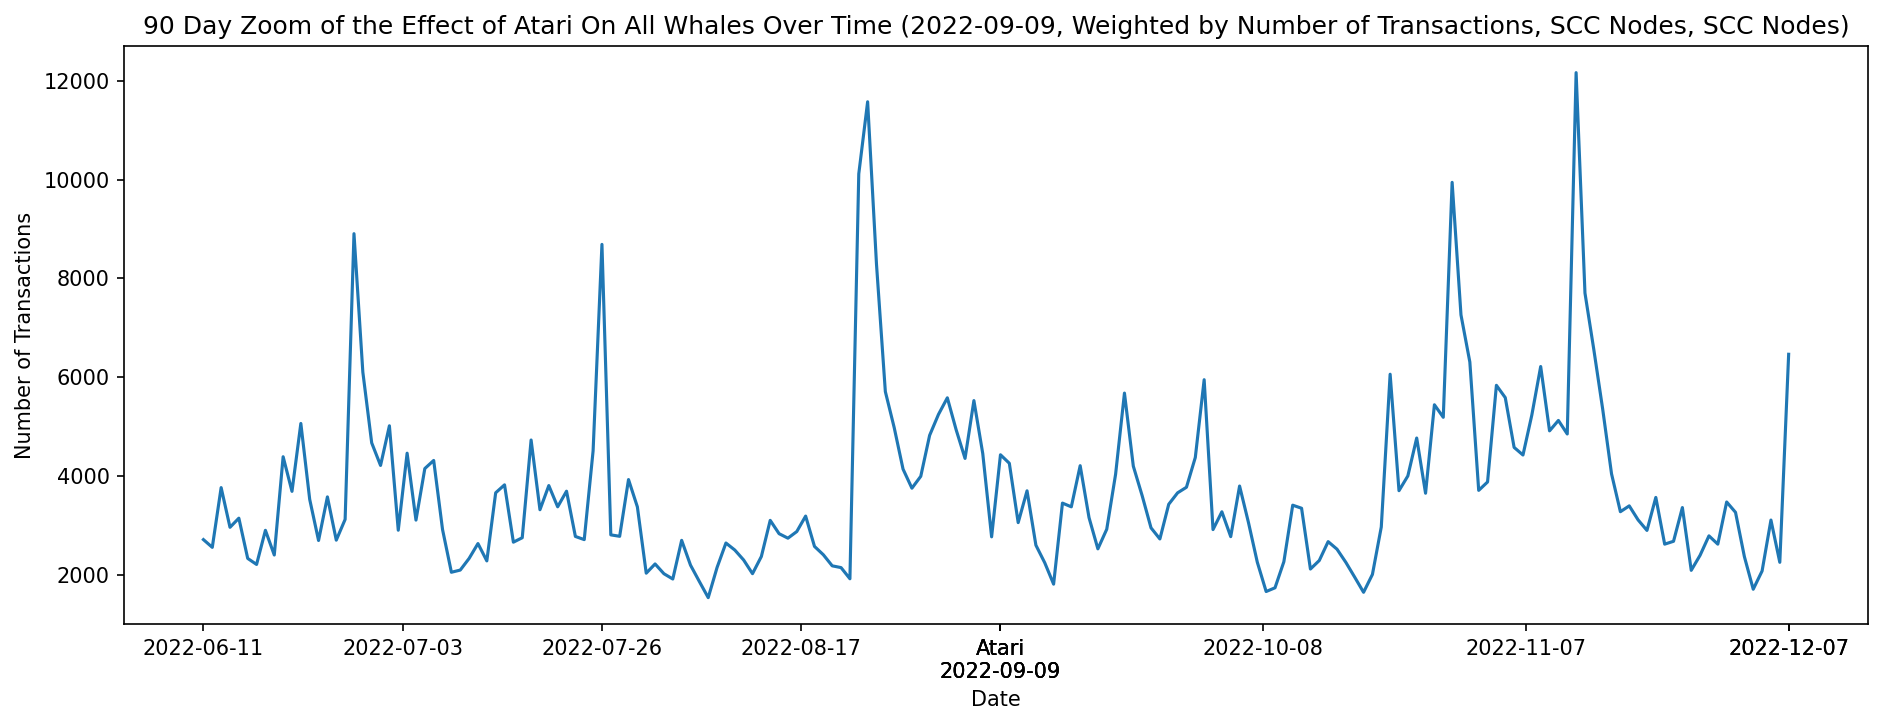 90 Day Zoom of the Effect of Atari On All Whales Over Time (2022-09-09, Weighted by Number of Transactions, SCC Nodes, SCC Nodes)
Number of Transactions
12000
10000
8000
6000
4000
2000
2022-06-11 2022-07-03 2022-07-26 2022-08-17 Atari 2022-10-08 2022-11-07 2022-12-07
2022-09-09
Date